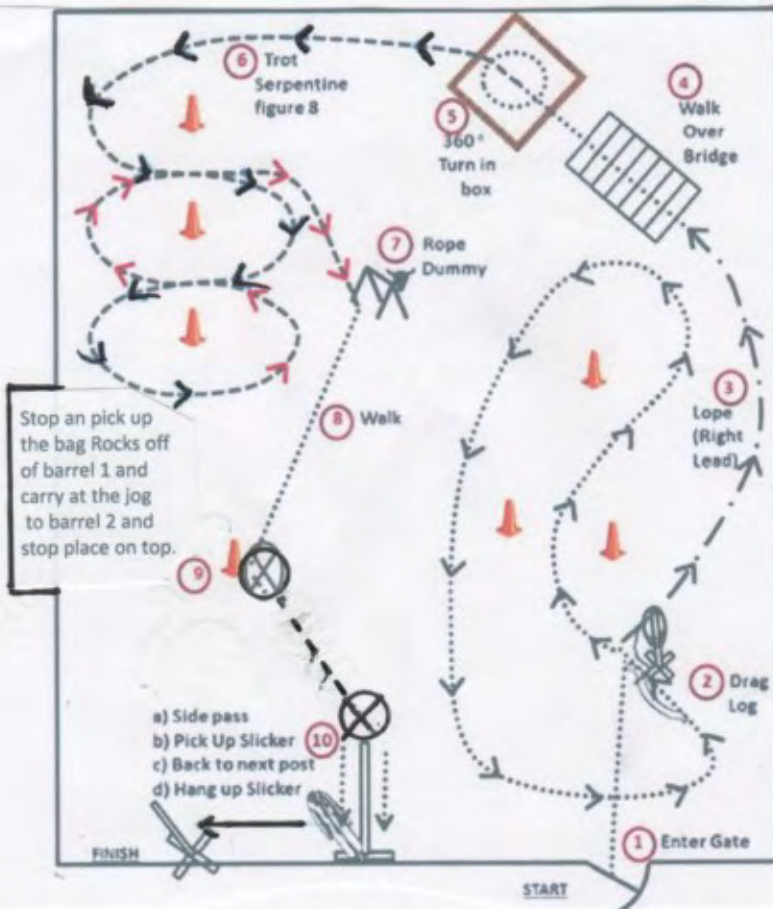 6 Trot
Serpentine
figure 8
5
360°
Turn in
box
4
Walk
Over
Bridge
7 Rope
Dummy
3
Lope
(Right
Lead)
8 Walk
Stop an pick up
the bag Rocks off
of barrel 1 and
carry at the jog
to barrel 2 and
stop place on top.
9
2 Drag
Log
a) Side pass
b) Pick Up Slicker 10
c) Back to next post
d) Hang up Slicker
1 Enter Gate
FINISH
START